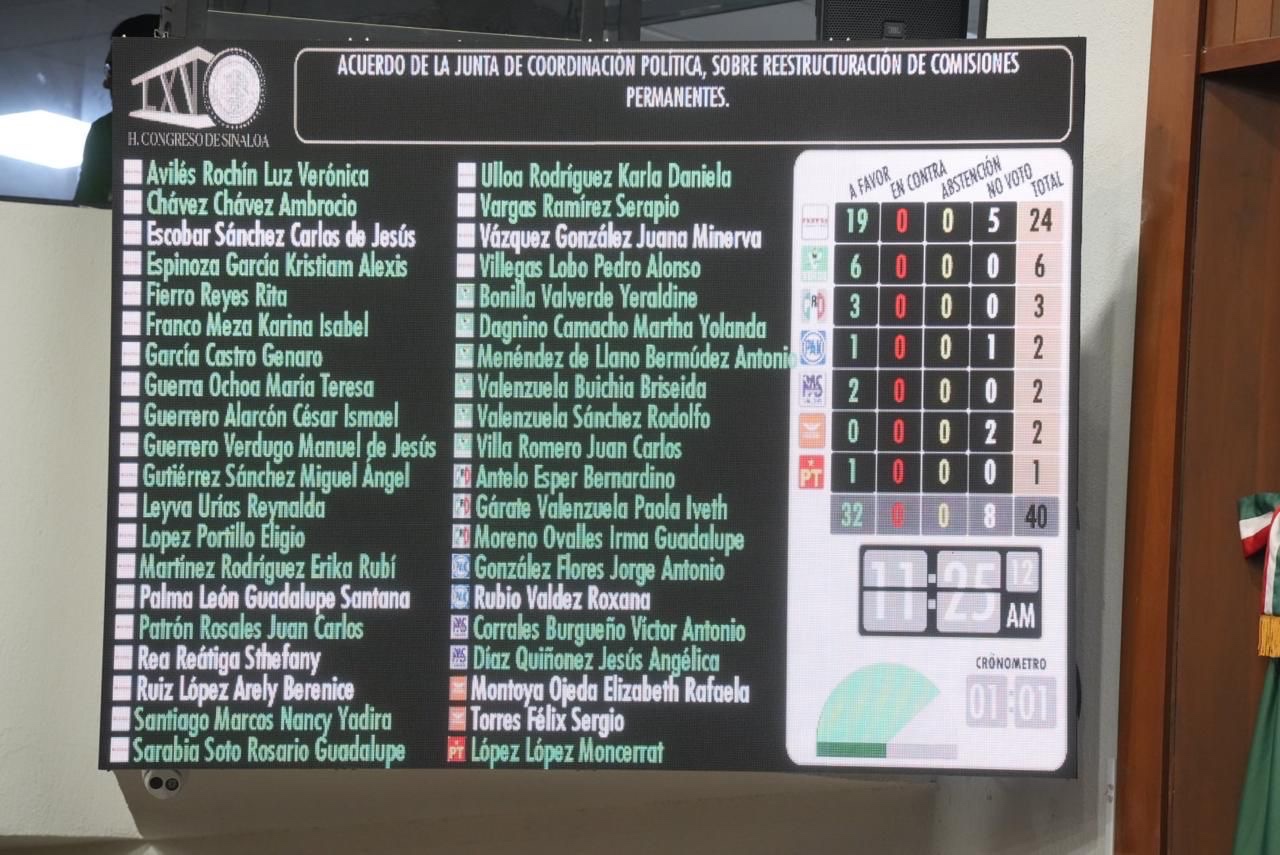 JBL
LXV
H. CONGRESO DE SINALOA
ACUERDO DE LA JUNTA DE COORDINACIÓN POLÍTICA, SOBRE REESTRUCTURACIÓN DE COMISIONES
PERMANENTES.
Avilés Rochín Luz Verónica
Chávez Chávez Ambrocio
Escobar Sánchez Carlos de Jesús
Espinoza García Kristiam Alexis
Fierro Reyes Rita
Franco Meza Karina Isabel
García Castro Genaro
Guerra Ochoa María Teresa
Guerrero Alarcón César Ismael
Guerrero Verdugo Manuel de Jesús
Gutiérrez Sánchez Miguel Ángel
Leyva Urías Reynalda
Lopez Portillo Eligio
Martínez Rodríguez Erika Rubí
Palma León Guadalupe Santana
Patrón Rosales Juan Carlos
Rea Reátiga Sthefany
Ruiz López Arely Berenice
Santiago Marcos Nancy Yadira
Sarabia Soto Rosario Guadalupe
Ulloa Rodríguez Karla Daniela
Vargas Ramírez Serapio
Vázquez González Juana Minerva
Villegas Lobo Pedro Alonso
Bonilla Valverde Yeraldine
Dagnino Camacho Martha Yolanda
Menéndez de Llano Bermúdez Antonio
Valenzuela Buichia Briseida
Valenzuela Sánchez Rodolfo
Villa Romero Juan Carlos
Antelo Esper Bernardino
Gárate Valenzuela Paola Iveth
Moreno Ovalles Irma Guadalupe
PAN González Flores Jorge Antonio
PAN Rubio Valdez Roxana
PAS Corrales Burgueño Víctor Antonio
PAS Díaz Quiñonez Jesús Angélica
Montoya Ojeda Elizabeth Rafaela
Torres Félix Sergio
PT López López Moncerrat
A FAVOR EN CONTRA ABSTENCIÓN NO VOTO TOTAL
19 0 0 5 24
6 0 0 0 6
PRD 3 0 0 0 3
PAN 1 0 0 1 2
PAS 2 0 0 0 2
0 0 0 2 2
PT 1 0 0 0 1
32 0 0 8 40
11:25 12
AM
CRÓNOMETRO
01:01